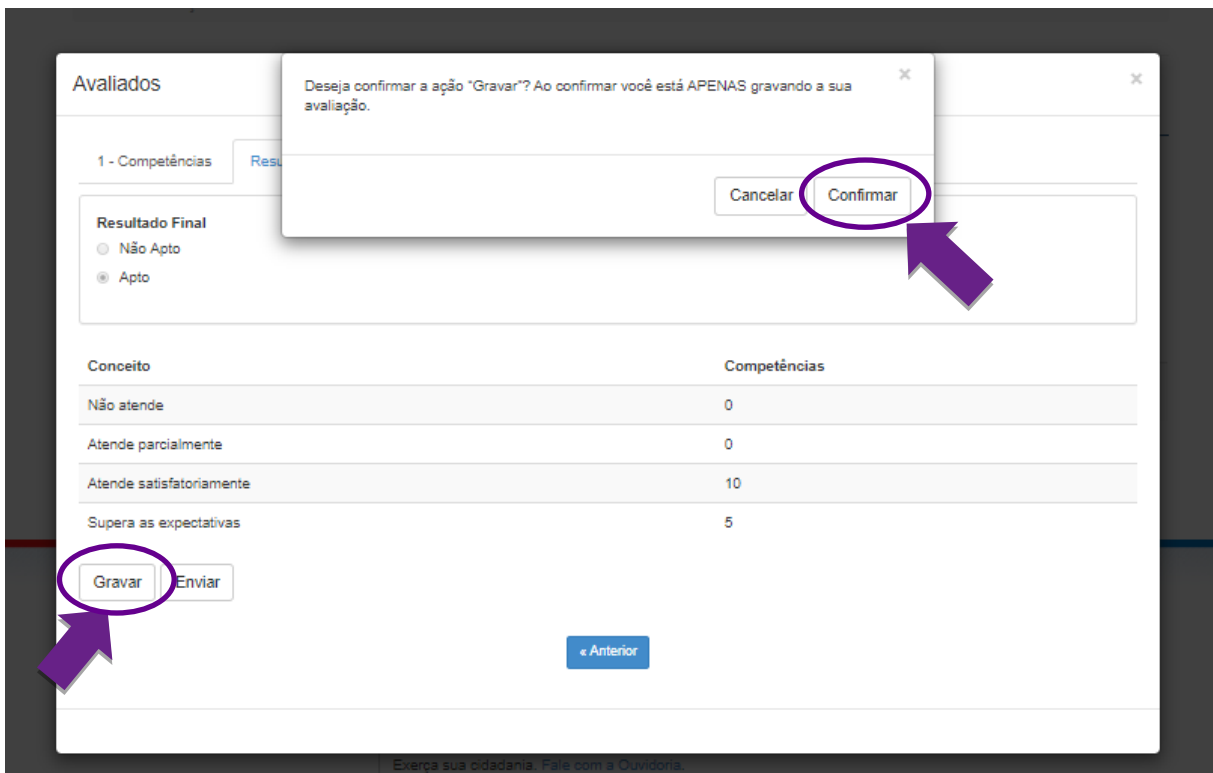 Avaliados
×
Deseja confirmar a ação "Gravar"? Ao confirmar você está APENAS gravando a sua
avaliação.
×
Cancelar Confirmar
1 - Competências
Resultado Final
Não Apto
Apto
Conceito Competências
Não atende 0
Atende parcialmente 0
Atende satisfatoriamente 10
Supera as expectativas 5
Gravar Enviar
« Anterior
Exerça sua cidadania. Fale com a Ouvidoria.